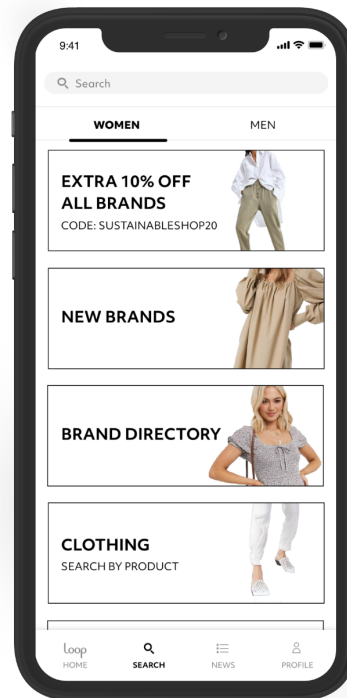 9:41
Search
WOMEN
MEN
EXTRA 10% OFF
ALL BRANDS
CODE: SUSTAINABLESHOP20
NEW BRANDS
BRAND DIRECTORY
CLOTHING
SEARCH BY PRODUCT
loop
HOME
SEARCH
NEWS
PROFILE